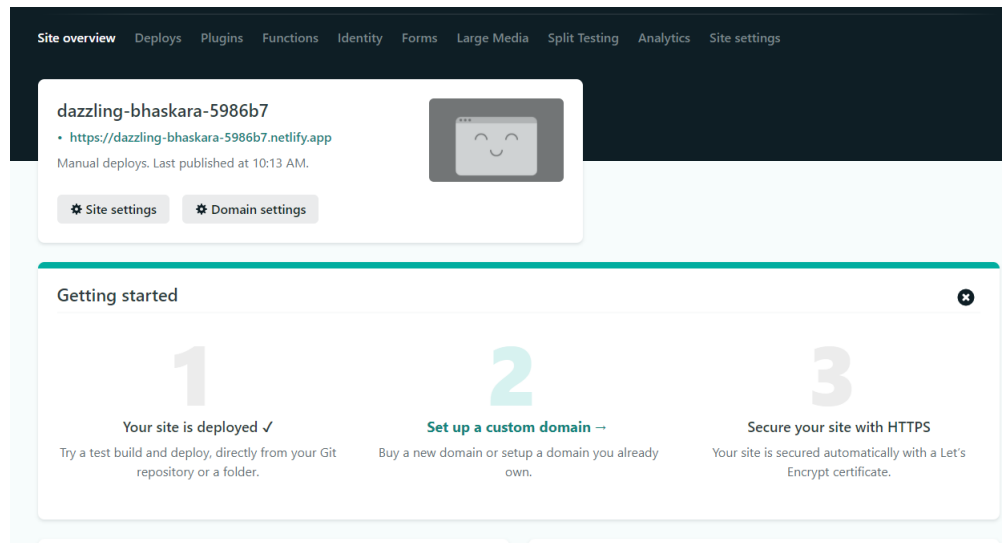 Site overview Deploys Plugins Functions Identity Forms Large Media Split Testing Analytics Site settings
dazzling-bhaskara-5986b7
• https://dazzling-bhaskara-5986b7.netlify.app
Manual deploys. Last published at 10:13 AM.
Site settings Domain settings
Getting started
1
Your site is deployed ✓
Try a test build and deploy, directly from your Git
repository or a folder.
2
Set up a custom domain →
Buy a new domain or setup a domain you already
own.
3
Secure your site with HTTPS
Your site is secured automatically with a Let's
Encrypt certificate.